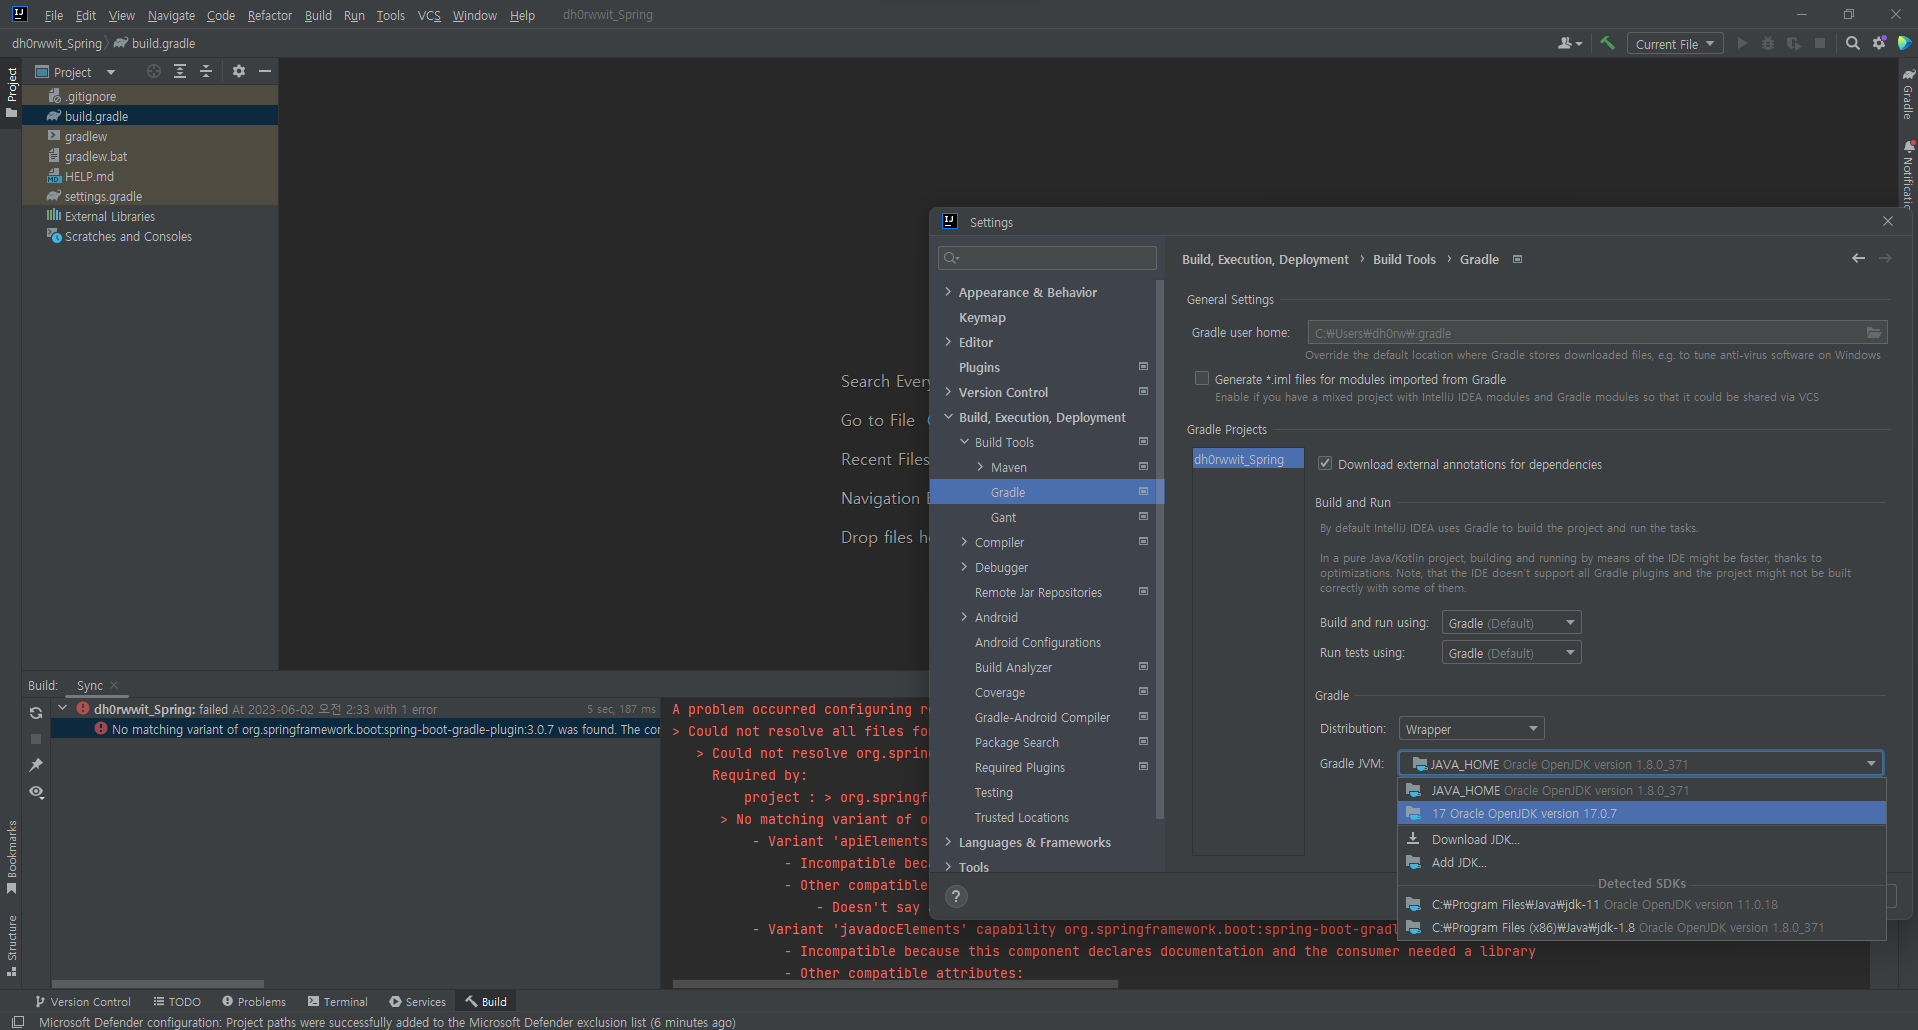 File Edit View Navigate Code Refactor Build Run Tools VCS Window Help dh0rwwit_Spring
dh0rwwit_Spring build.gradle
Current File
Project
Project
.gitignore
build.gradle
gradlew
gradlew.bat
HELP.md
settings.gradle
External Libraries
Scratches and Consoles
Gradle
Notificatio
Search Every
Go to File
Recent Files
Navigation
Drop files he
Settings
Appearance & Behavior
Keymap
Editor
Plugins
Version Control
Build, Execution, Deployment
Build Tools
Maven
Gradle
Gant
Compiler
Debugger
Remote Jar Repositories
Android
Android Configurations
Build Analyzer
Coverage
Gradle-Android Compiler
Package Search
Required Plugins
Testing
Trusted Locations
Languages & Frameworks
Tools
?
Build, Execution, Deployment › Build Tools › Gradle
General Settings
Gradle user home: C:₩Users₩dh0rw₩.gradle
Override the default location where Gradle stores downloaded files, e.g. to tune anti-virus software on Windows
Generate *.iml files for modules imported from Gradle
Enable if you have a mixed project with IntelliJ IDEA modules and Gradle modules so that it could be shared via VCS
Gradle Projects
dh0rwwit_Spring
Download external annotations for dependencies
Build and Run
By default IntelliJ IDEA uses Gradle to build the project and run the tasks.
In a pure Java/Kotlin project, building and running by means of the IDE might be faster, thanks to
optimizations. Note, that the IDE doesn't support all Gradle plugins and the project might not be built
correctly with some of them.
Build and run using: Gradle (Default)
Run tests using: Gradle (Default)
Gradle
Distribution: Wrapper
Gradle JVM: JAVA_HOME Oracle OpenJDK version 1.8.0_371
JAVA_HOME Oracle OpenJDK version 1.8.0_371
17 Oracle OpenJDK version 17.0.7
Download JDK...
Add JDK...
Detected SDKs
C:₩Program Files₩Java₩jdk-11 Oracle OpenJDK version 11.0.18
C:₩Program Files (x86)₩Java₩jdk-1.8 Oracle OpenJDK version 1.8.0_371
Build: Sync
dh0rwwit_Spring: failed At 2023-06-02 오전 2:33 with 1 error 5 sec, 187 ms
No matching variant of org.springframework.boot:spring-boot-gradle-plugin:3.0.7 was found. The cor
A problem occurred configuring r
> Could not resolve all files fo
> Could not resolve org.sprin
Required by:
project : > org.springf
> No matching variant of o
- Variant 'apiElements
- Incompatible bec
- Other compatible
- Doesn't say
- Variant 'javadocElements' capability org.springframework.boot:spring-boot-gradl
- Incompatible because this component declares documentation and the consumer needed a library
- Other compatible attributes:
Bookmarks
Structure
Version Control TODO Problems Terminal Services Build
Microsoft Defender configuration: Project paths were successfully added to the Microsoft Defender exclusion list (6 minutes ago)